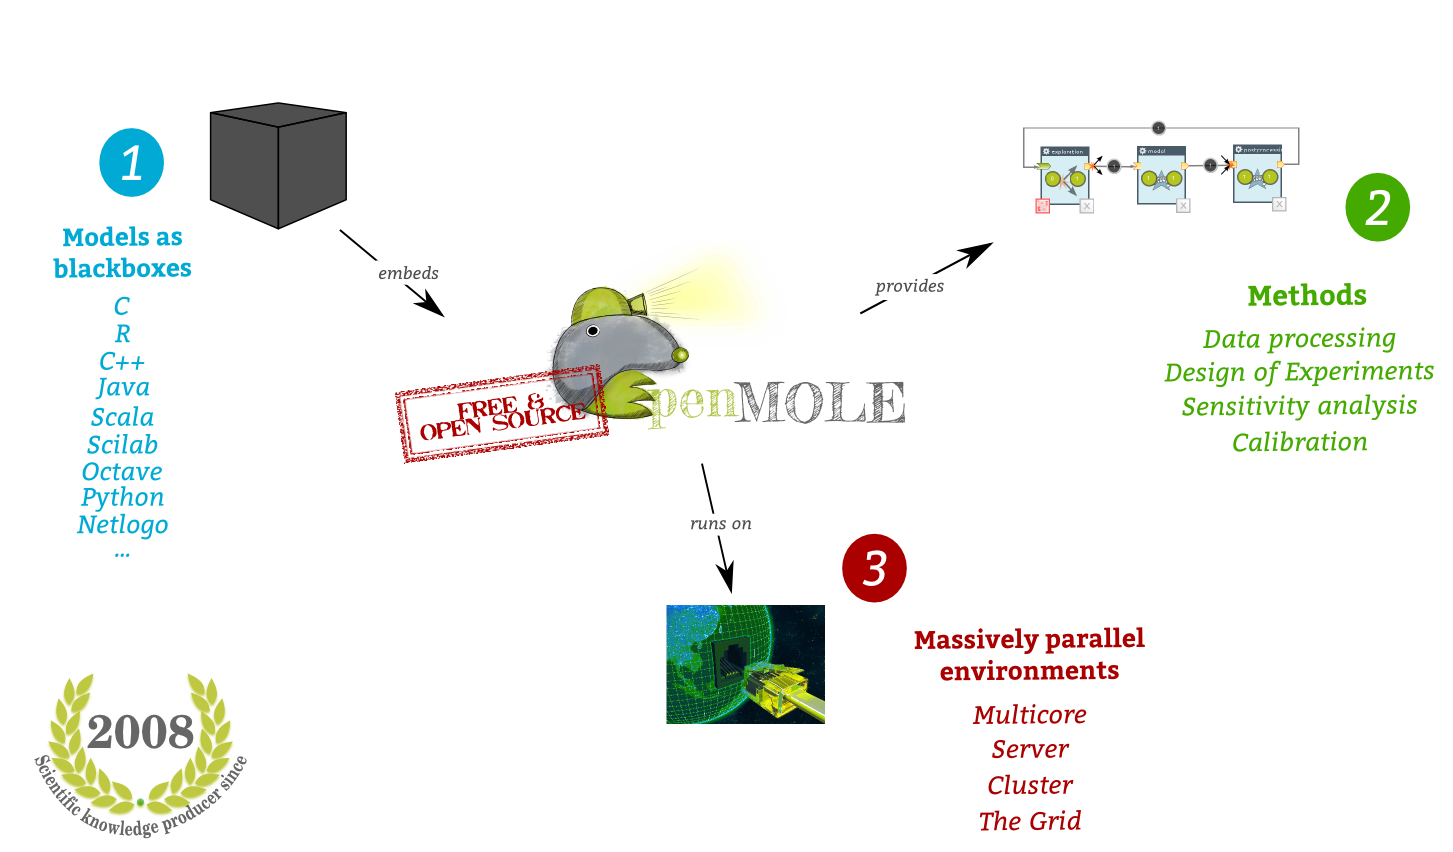 1
Models as
blackboxes
C
R
C++
Java
Scala
Scilab
Octave
Python
Netlogo
...
embeds
FREE &
OPEN SOURCE
penMOLE
provides
exploration
model
2
Methods
Data processing
Design of Experiments
Sensitivity analysis
Calibration
runs on
3
Massively parallel
environments
Multicore
Server
Cluster
The Grid
2008
Scientific knowledge producer since